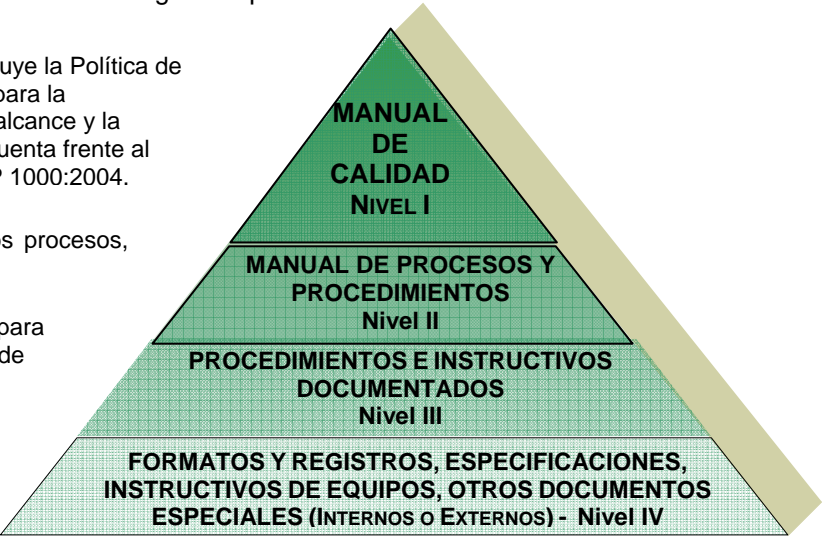 uye la Política de
para la
alcance y la
uenta frente al
1000:2004.
os procesos,
para
de
MANUAL
DE
CALIDAD
NIVEL I
MANUAL DE PROCESOS Y
PROCEDIMIENTOS
Nivel II
PROCEDIMIENTOS E INSTRUCTIVOS
DOCUMENTADOS
Nivel III
FORMATOS Y REGISTROS, ESPECIFICACIONES,
INSTRUCTIVOS DE EQUIPOS, OTROS DOCUMENTOS
ESPECIALES (INTERNOS O EXTERNOS) - Nivel IV